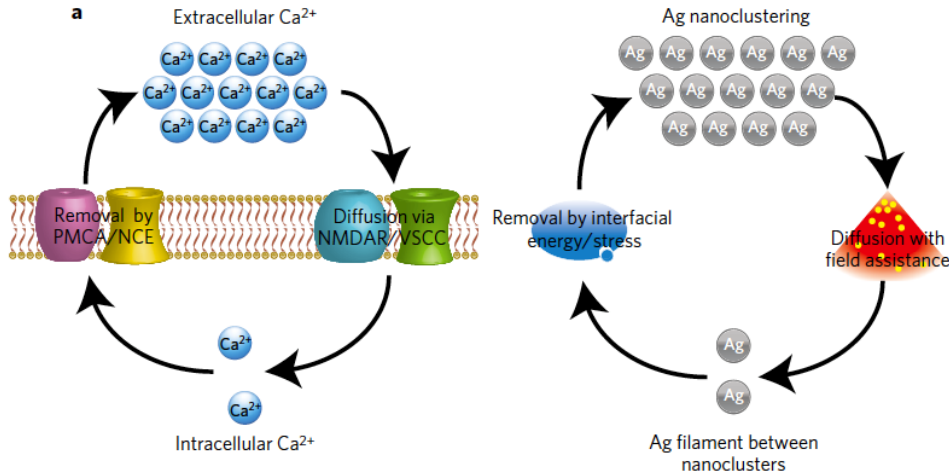 a
Extracellular Ca²⁺
Ca²⁺ Ca²⁺ Ca²⁺ Ca²⁺
Ca²⁺ Ca²⁺ Ca²⁺ Ca²⁺ Ca²⁺
Ca²⁺ Ca²⁺ Ca²⁺ Ca²⁺
Removal by
PMCA/NCE
Diffusion via
NMDAR/VSCC
Ca²⁺
Ca²⁺
Intracellular Ca²⁺
Ag nanoclustering
Ag Ag Ag Ag Ag Ag
Ag Ag Ag Ag Ag
Ag Ag Ag Ag
Removal by interfacial
energy/stress
Diffusion with
field assistance
Ag
Ag
Ag filament between
nanoclusters